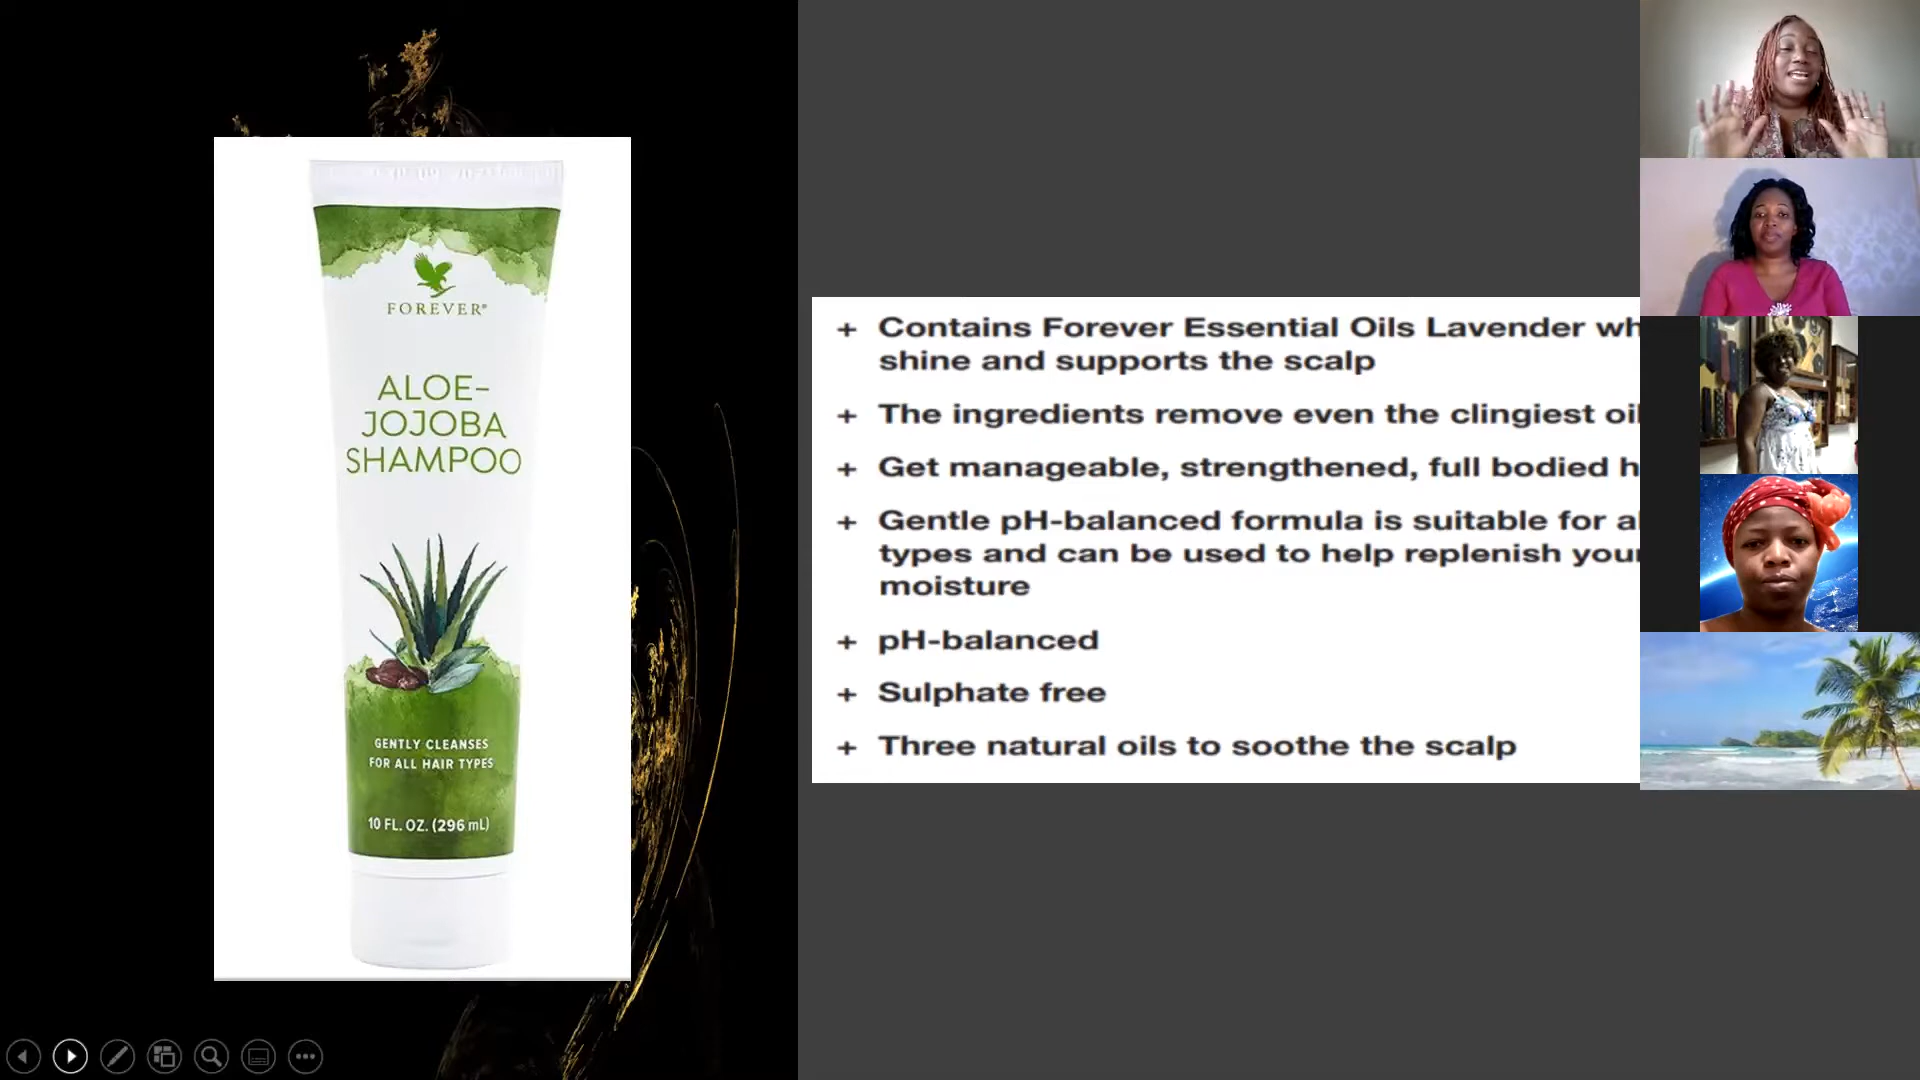 FOREVER®
ALOE-
JOJOBA
SHAMPOO
GENTLY CLEANSES
FOR ALL HAIR TYPES
10 FL. OZ. (296 mL)
+ Contains Forever Essential Oils Lavender
shine and supports the scalp
+ The ingredients remove even the clingiest
+ Get manageable, strengthened, full bodied
+ Gentle pH-balanced formula is suitable for
types and can be used to help replenish
moisture
+ pH-balanced
+ Sulphate free
+ Three natural oils to soothe the scalp